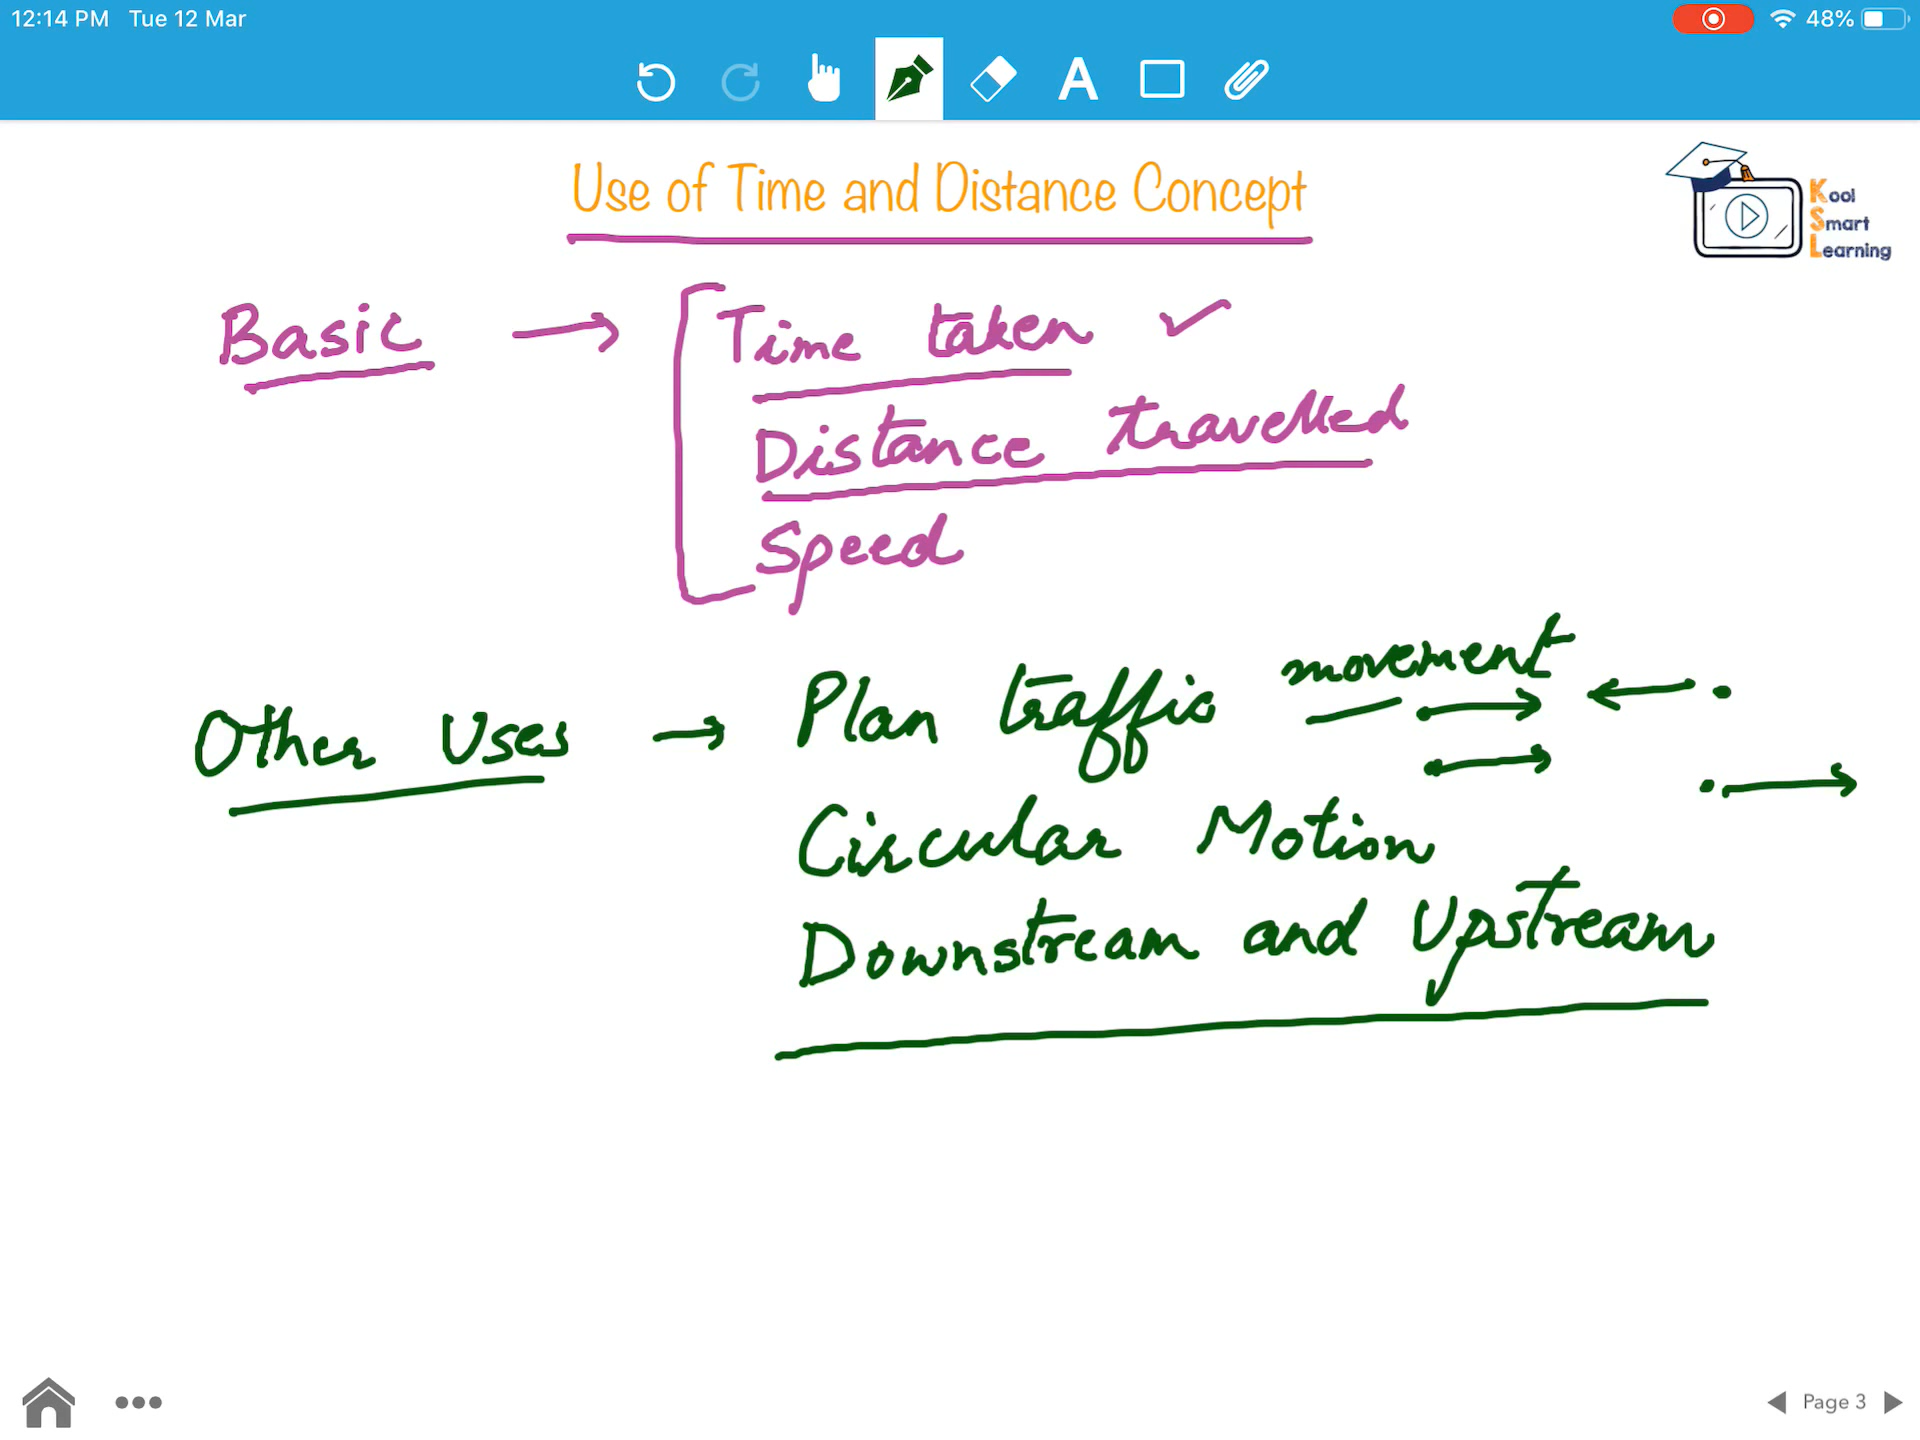 12:14 PM Tue 12 Mar 48%
A
Use of Time and Distance Concept
Kool
Smart
Learning
Basic → Time taken ✓
Distance travelled
Speed
Other Uses → Plan traffic movement
Circular Motion
Downstream and Upstream
Page 3